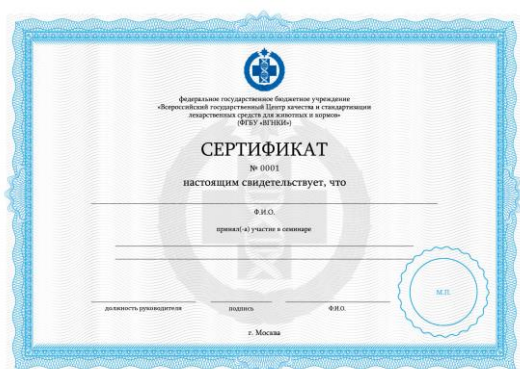 федеральное государственное бюджетное учреждение
«Всероссийский государственный Центр качества и стандартизации
лекарственных средств для животных и кормов»
(ФГБУ «ВГНКИ»)
СЕРТИФИКАТ
№ 0001
настоящим свидетельствует, что
Ф.И.О.
принял(-а) участие в семинаре
М.П.
должность руководителя подпись Ф.И.О.
г. Москва